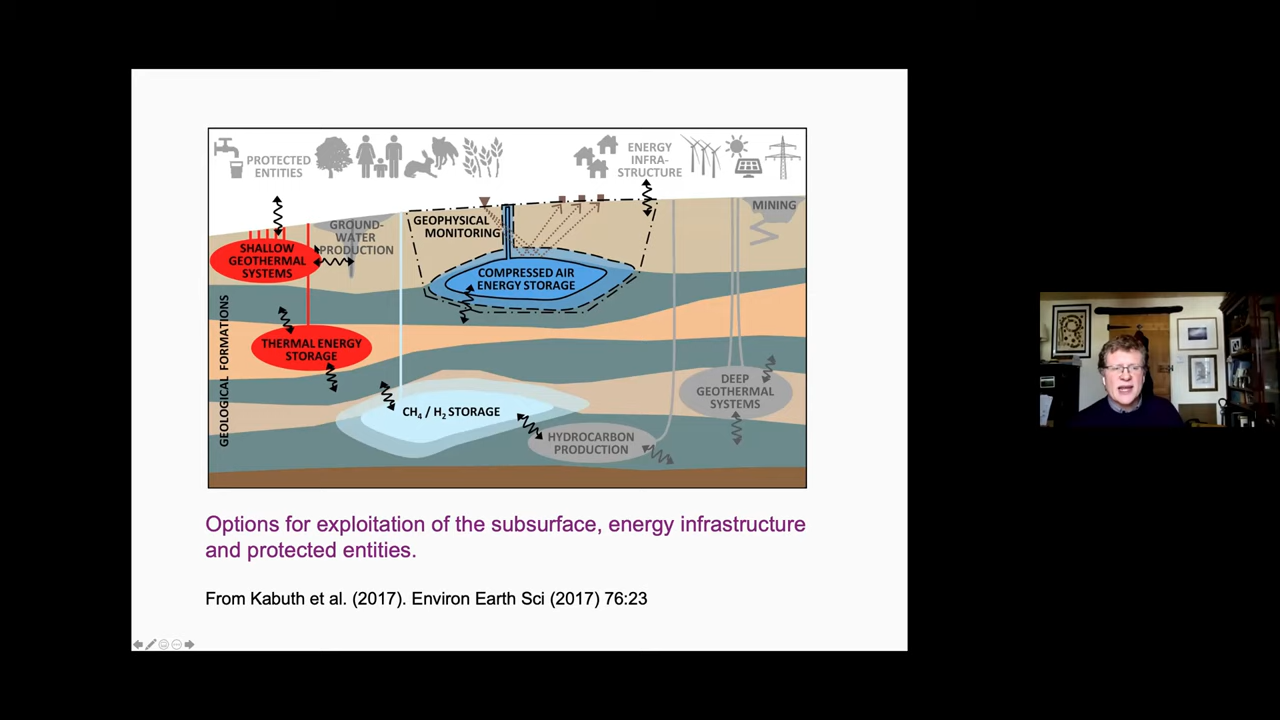 PROTECTED
ENTITIES
ENERGY
INFRA-
STRUCTURE
MINING
GEOPHYSICAL
MONITORING
GROUND-
WATER
PRODUCTION
SHALLOW
GEOTHERMAL
SYSTEMS
COMPRESSED AIR
ENERGY STORAGE
GEOLOGICAL FORMATIONS
THERMAL ENERGY
STORAGE
DEEP
GEOTHERMAL
SYSTEMS
CH₄ / H₂ STORAGE
HYDROCARBON
PRODUCTION
Options for exploitation of the subsurface, energy infrastructure
and protected entities.
From Kabuth et al. (2017). Environ Earth Sci (2017) 76:23